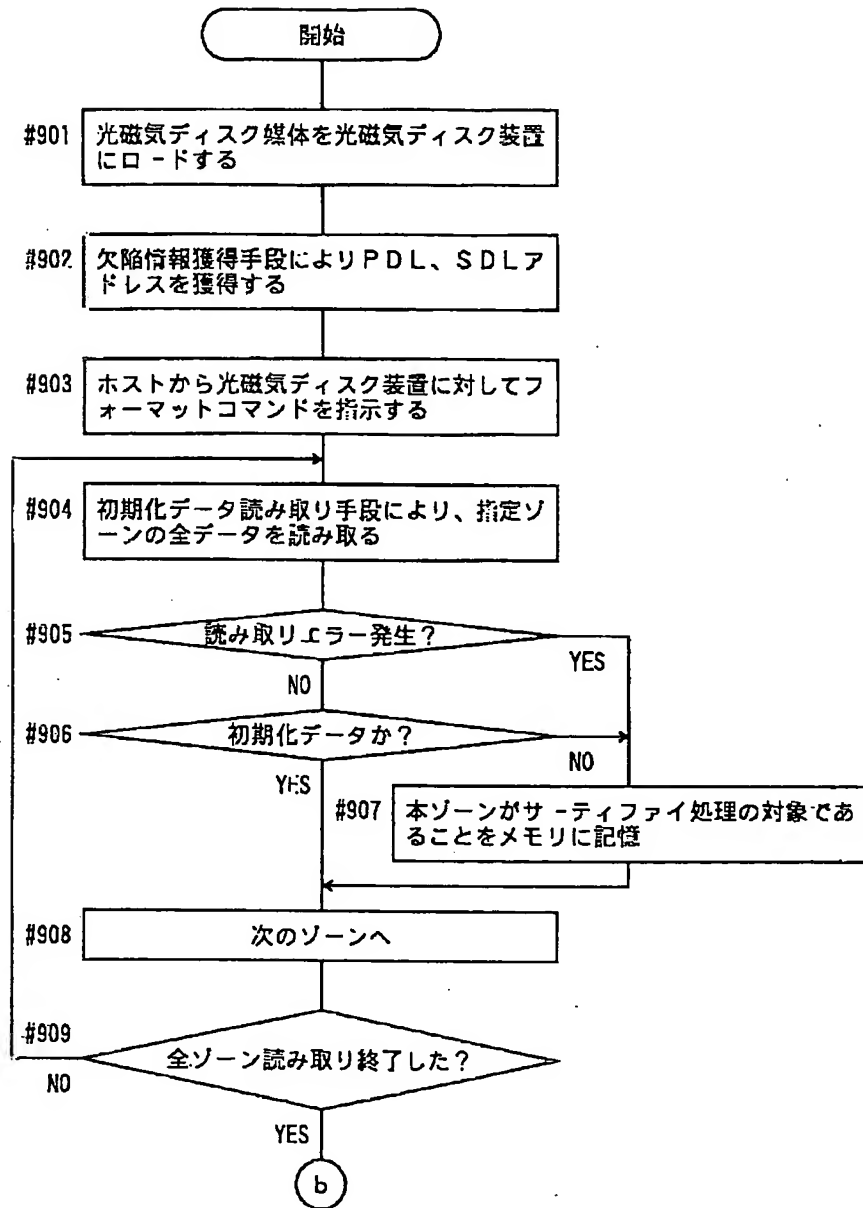 開始
#901
光磁気ディスク媒体を光磁気ディスク装置
にロードする
#902
欠陥情報獲得手段によりPDL、SDLア
ドレスを獲得する
#903
ホストから光磁気ディスク装置に対してフ
ォーマットコマンドを指示する
#904
初期化データ読み取り手段により、指定ゾ
ーンの全データを読み取る
#905
読み取りエラー発生?
YES
NO
#906
初期化データか?
NO
YES
#907
本ゾーンがサーティファイ処理の対象であ
ることをメモリに記憶
#908
次のゾーンへ
#909
全ゾーン読み取り終了した?
NO
YES
b